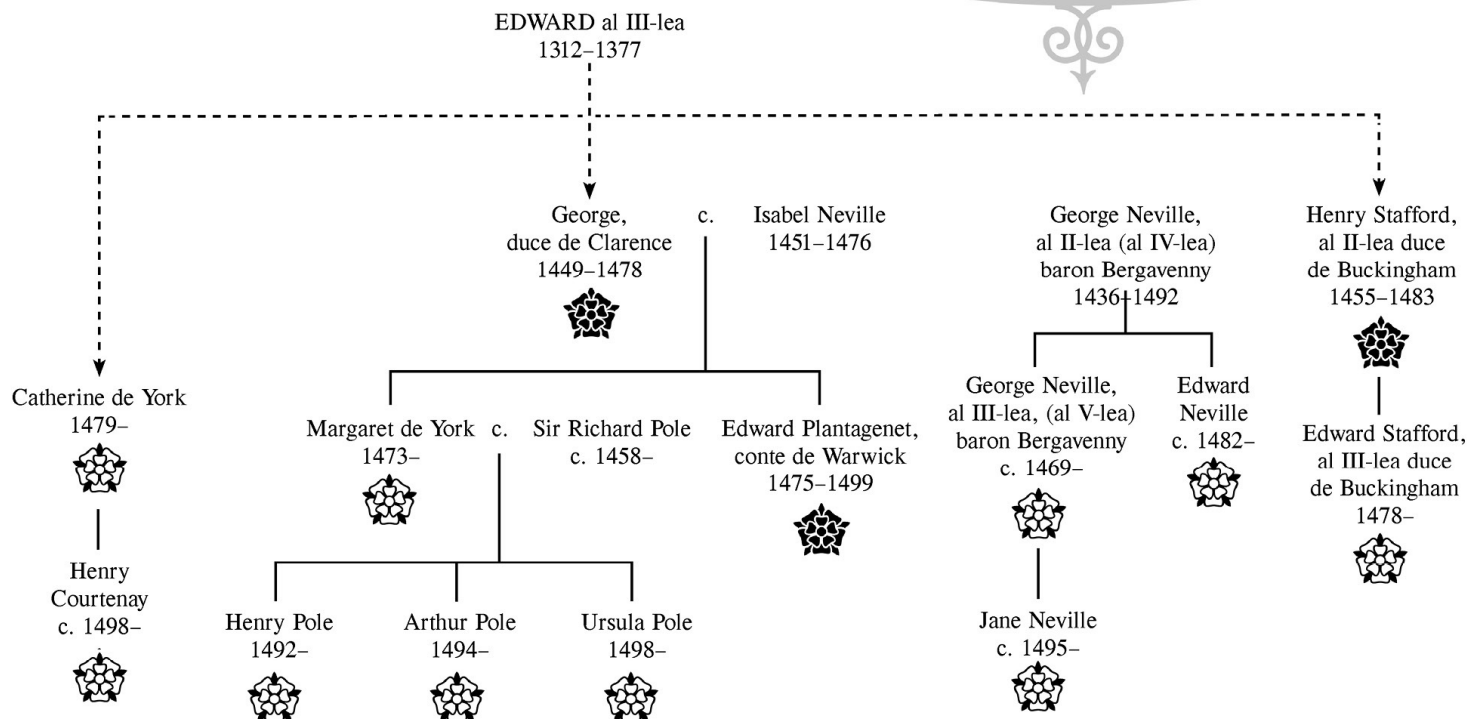 EDWARD al III-lea
1312–1377
George,
duce de Clarence
1449–1478
c.
Isabel Neville
1451–1476
George Neville,
al II-lea (al IV-lea)
baron Bergavenny
1436–1492
Henry Stafford,
al II-lea duce
de Buckingham
1455–1483
Catherine de York
1479–
Margaret de York
1473–
c.
Sir Richard Pole
c. 1458–
Edward Plantagenet,
conte de Warwick
1475–1499
George Neville,
al III-lea, (al V-lea)
baron Bergavenny
c. 1469–
Edward
Neville
c. 1482–
Edward Stafford,
al III-lea duce
de Buckingham
1478–
Henry
Courtenay
c. 1498–
Henry Pole
1492–
Arthur Pole
1494–
Ursula Pole
1498–
Jane Neville
c. 1495–